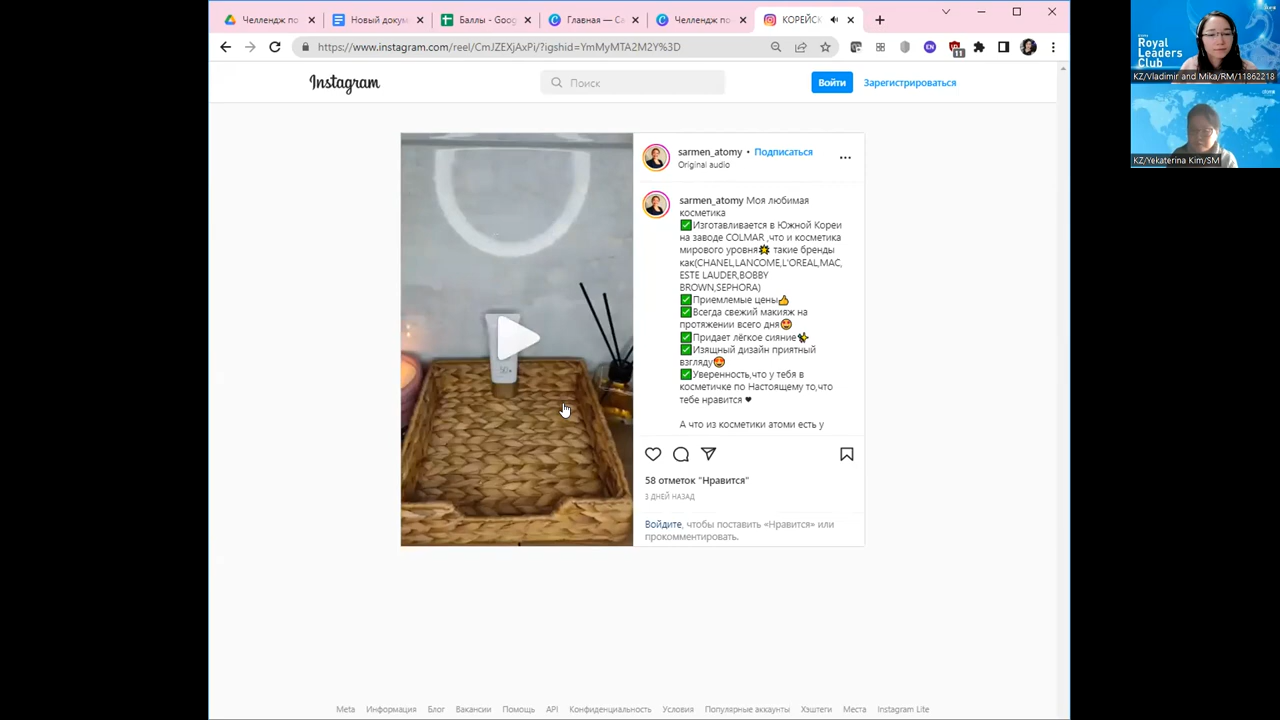 Челлендж по
Новый докум
Баллы - Goog
Главная — Ca
Челлендж по
КОРЕЙСК
https://www.instagram.com/reel/CmJZEXjAxPi/?igshid=YmMyMTA2M2Y%3D
EN
11
Instagram
Поиск
Войти
Зарегистрироваться
sarmen_atomy • Подписаться
Original audio
sarmen_atomy Моя любимая
косметика
✅Изготавливается в Южной Кореи
на заводе COLMAR ,что и косметика
мирового уровня💥 такие бренды
как(CHANEL,LANCOME,L'OREAL,MAC,
ESTE LAUDER,BOBBY
BROWN,SEPHORA)
✅Приемлемые цены👍
✅Всегда свежий макияж на
протяжении всего дня😍
✅Придает лёгкое сияние✨
✅Изящный дизайн приятный
взгляду😍
✅Уверенность,что у тебя в
косметичке по Настоящему то,что
тебе нравится ♥
А что из косметики атоми есть у
58 отметок "Нравится"
3 ДНЕЙ НАЗАД
Войдите, чтобы поставить «Нравится» или
прокомментировать.
Meta Информация Блог Вакансии Помощь API Конфиденциальность Условия Популярные аккаунты Хэштеги Места Instagram Lite
Royal
Leaders
Club
KZ/Vladimir and Mika/RM/11862218
KZ/Yekaterina Kim/SM